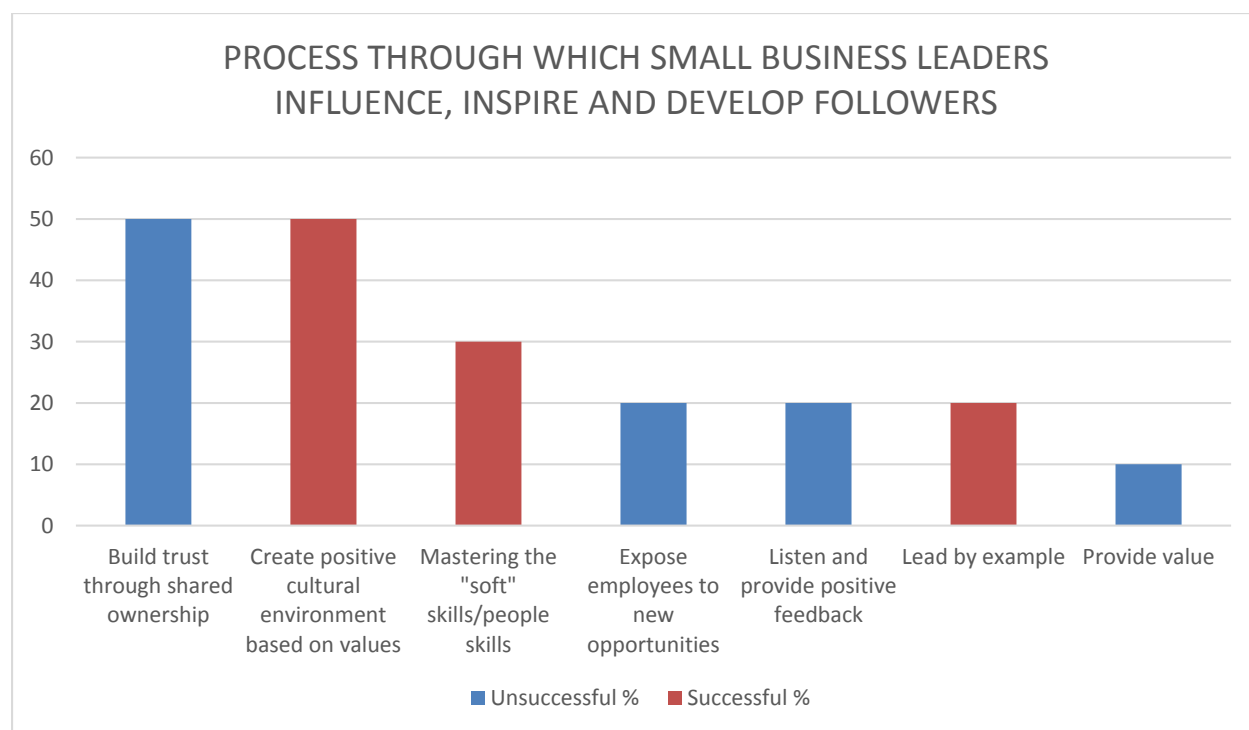 PROCESS THROUGH WHICH SMALL BUSINESS LEADERS
INFLUENCE, INSPIRE AND DEVELOP FOLLOWERS
60
50
40
30
20
10
0
Build trust
through shared
ownership
Create positive
cultural
environment
based on values
Mastering the
"soft"
skills/people
skills
Expose
employees to
new
opportunities
Listen and
provide positive
feedback
Lead by example
Provide value
Unsuccessful %
Successful %